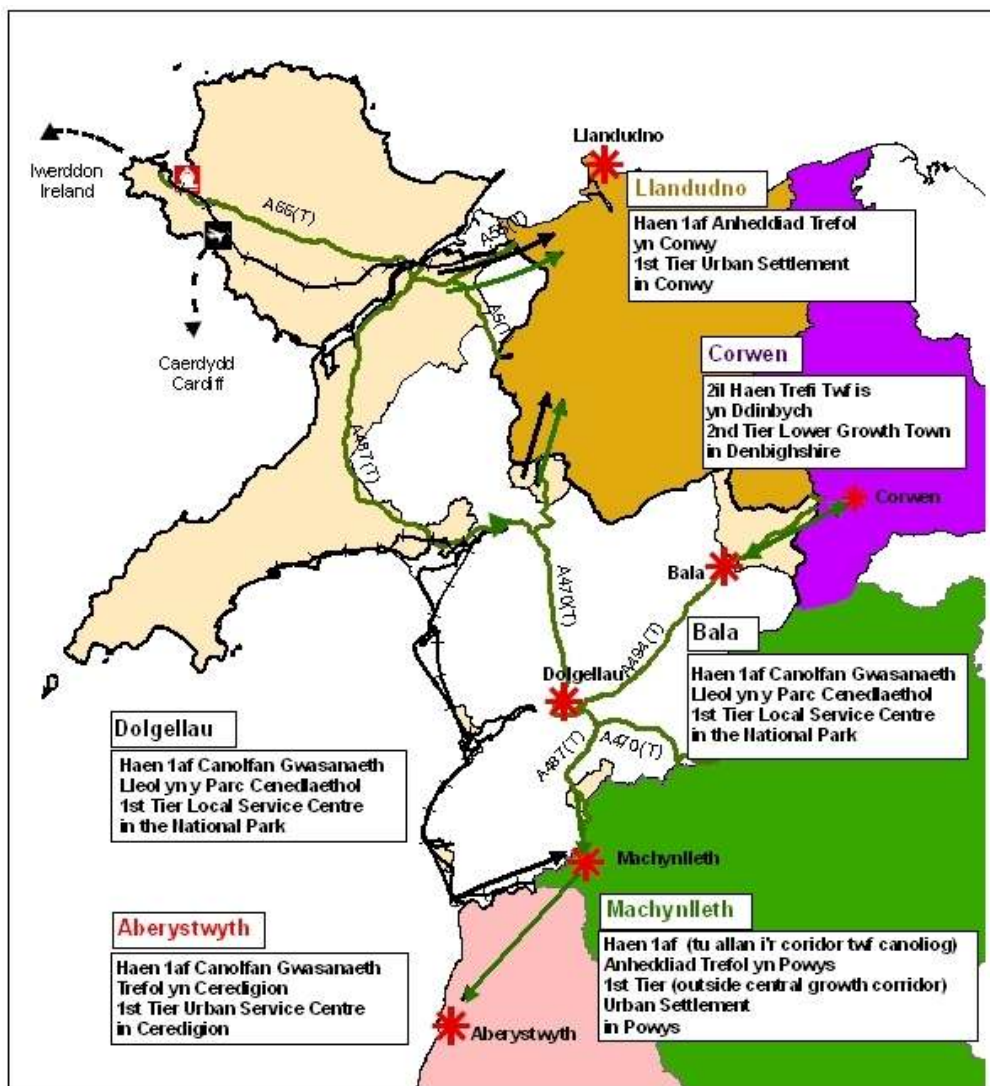 Llandudno
Iwerddon
Ireland
A55(T)
A55(T)
Llandudno
Haen 1af Anheddiad Trefol
yn Conwy
1st Tier Urban Settlement
in Conwy
A5(T)
Caerdydd
Cardiff
Corwen
2il Haen Trefi Twf is
yn Ddinbych
2nd Tier Lower Growth Town
in Denbighshire
A487(T)
Corwen
Bala
A470(T)
A494(T)
Bala
Haen 1af Canolfan Gwasanaeth
Lleol yn y Parc Cenedlaethol
1st Tier Local Service Centre
in the National Park
Dolgellau
A487(T)
A470(T)
Dolgellau
Haen 1af Canolfan Gwasanaeth
Lleol yn y Parc Cenedlaethol
1st Tier Local Service Centre
in the National Park
Machynlleth
Machynlleth
Haen 1af (tu allan i'r coridor twf canoliog)
Anheddiad Trefol yn Powys
1st Tier (outside central growth corridor)
Urban Settlement
in Powys
Aberystwyth
Haen 1af Canolfan Gwasanaeth
Trefol yn Ceredigion
1st Tier Urban Service Centre
in Ceredigion
Aberystwyth